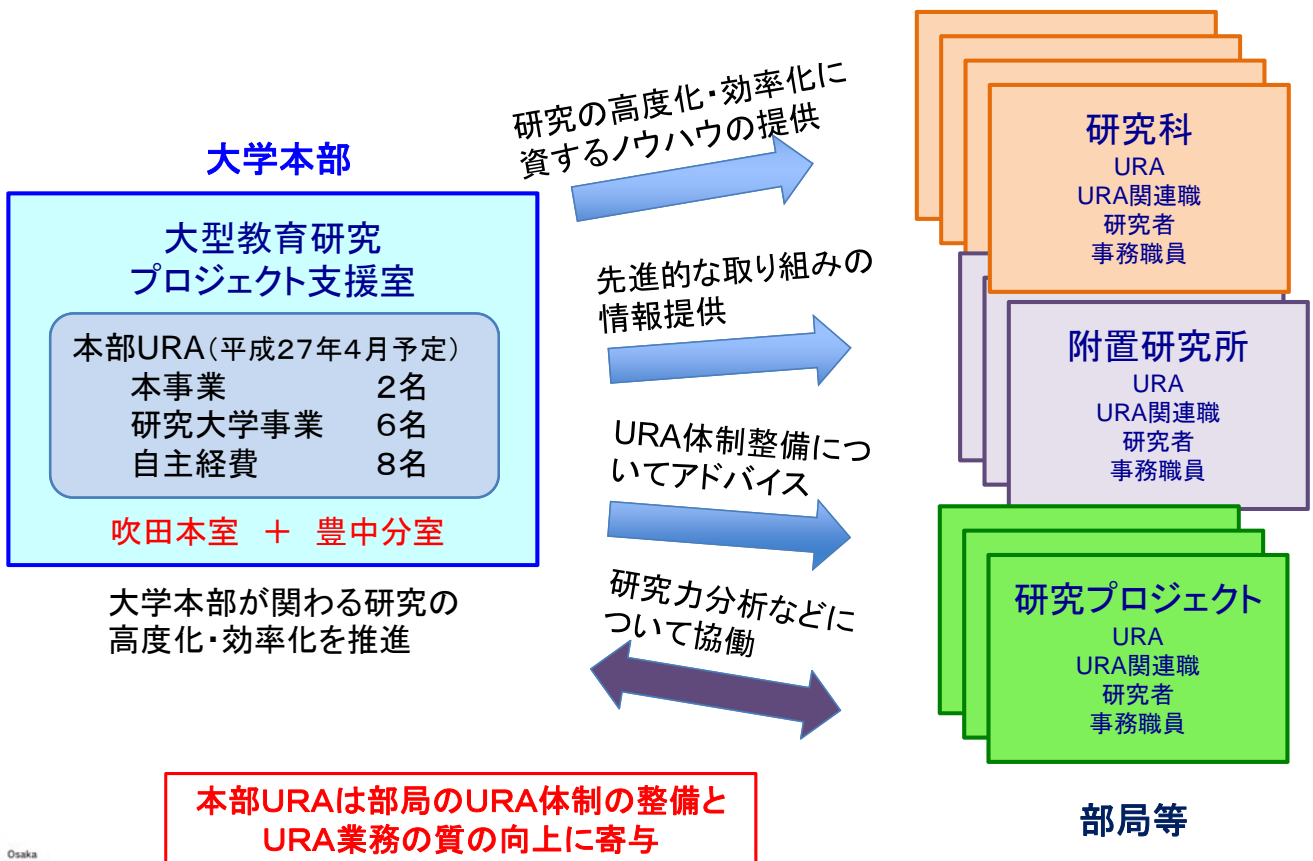 大学本部
大型教育研究
プロジェクト支援室
本部URA（平成２７年４月予定）
本事業　２名
研究大学事業　６名
自主経費　８名
吹田本室　＋　豊中分室
大学本部が関わる研究の
高度化・効率化を推進
研究の高度化・効率化に
資するノウハウの提供
先進的な取り組みの
情報提供
URA体制整備につ
いてアドバイス
研究力分析などに
ついて協働
研究科
URA
URA関連職
研究者
事務職員
附置研究所
URA
URA関連職
研究者
事務職員
研究プロジェクト
URA
URA関連職
研究者
事務職員
部局等
本部URAは部局のURA体制の整備と
URA業務の質の向上に寄与
Osaka